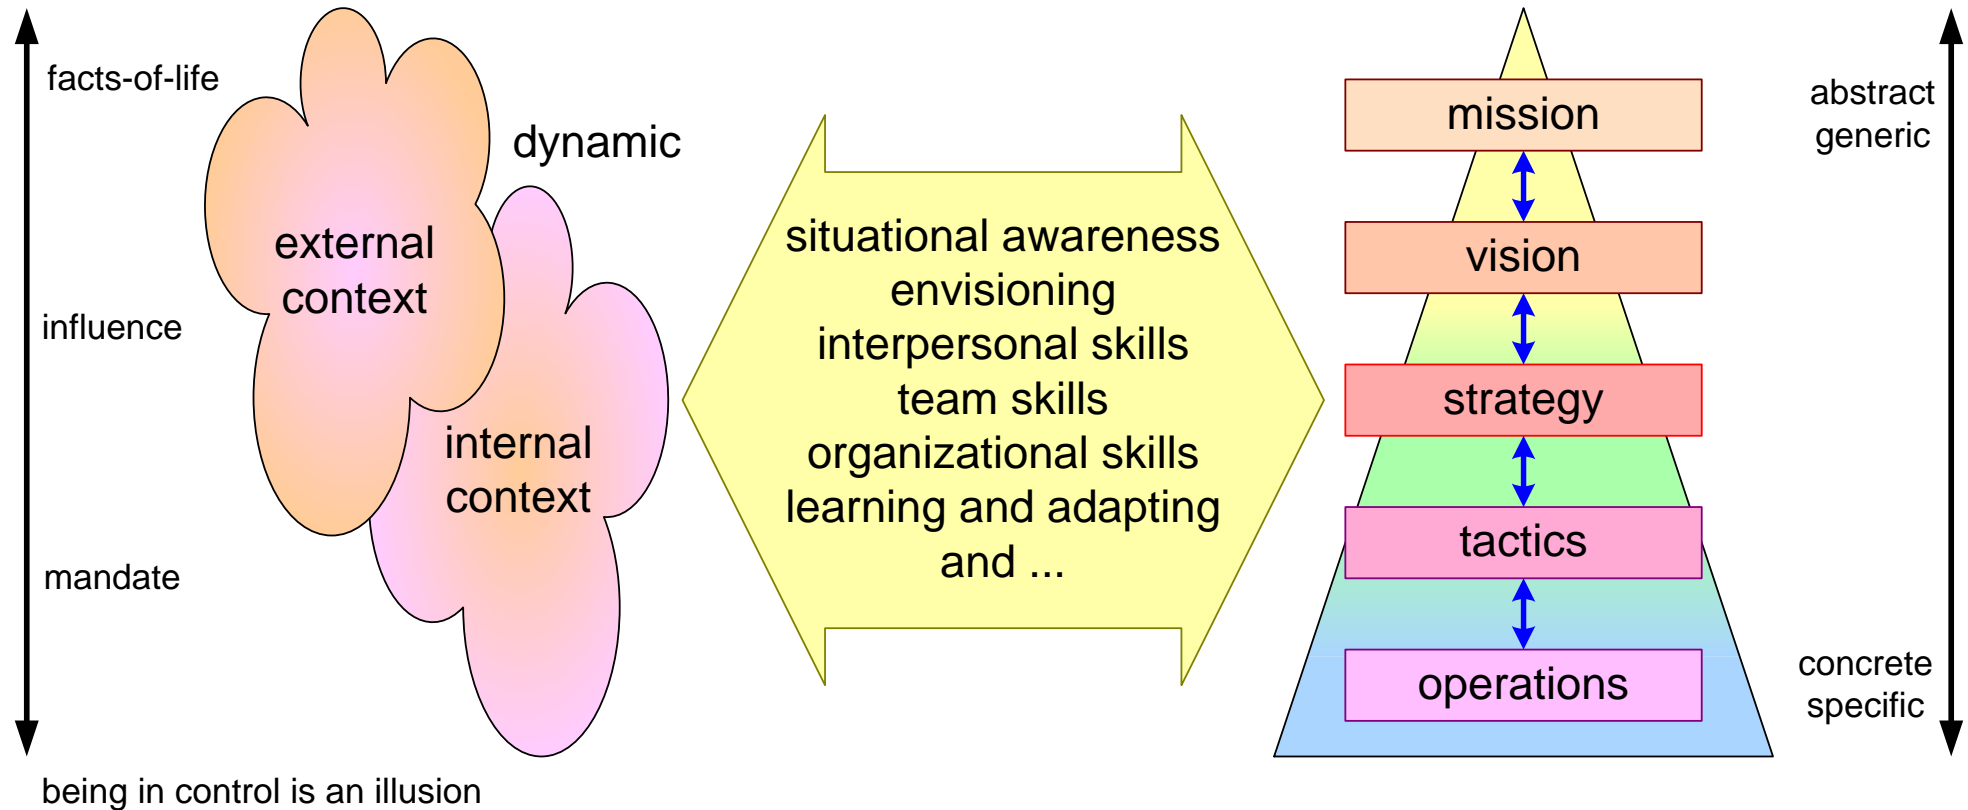 facts-of-life
influence
mandate
being in control is an illusion
dynamic
external
context
internal
context
situational awareness
envisioning
interpersonal skills
team skills
organizational skills
learning and adapting
and ...
mission
vision
strategy
tactics
operations
abstract
generic
concrete
specific